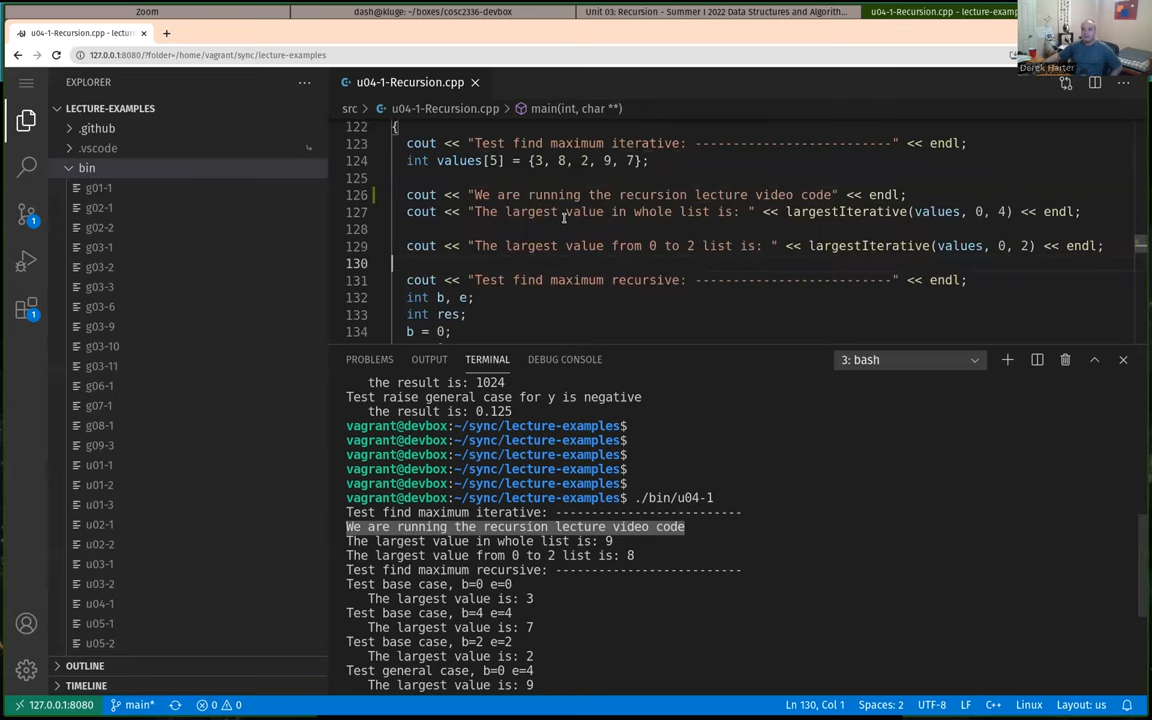 Zoom
dash@kluge: ~/boxes/cosc2336-devbox
Unit 03: Recursion - Summer I 2022 Data Structures and Algorith...
u04-1-Recursion.cpp - lecture-examp
u04-1-Recursion.cpp - lectur
127.0.0.1:8080/?folder=/home/vagrant/sync/lecture-examples
Derek Harter
EXPLORER
u04-1-Recursion.cpp
LECTURE-EXAMPLES
src > u04-1-Recursion.cpp > main(int, char **)
.github
.vscode
bin
g01-1
g02-1
g02-2
g03-1
g03-2
g03-3
g03-6
g03-9
g03-10
g03-11
g06-1
g07-1
g08-1
g09-3
u01-1
u01-2
u01-3
u02-1
u02-2
u03-1
u03-2
u04-1
u05-1
u05-2
OUTLINE
TIMELINE
1
1
122 {
123 cout << "Test find maximum iterative: -------------------------" << endl;
124 int values[5] = {3, 8, 2, 9, 7};
125
126 cout << "We are running the recursion lecture video code" << endl;
127 cout << "The largest value in whole list is: " << largestIterative(values, 0, 4) << endl;
128
129 cout << "The largest value from 0 to 2 list is: " << largestIterative(values, 0, 2) << endl;
130
131 cout << "Test find maximum recursive: -------------------------" << endl;
132 int b, e;
133 int res;
134 b = 0;
PROBLEMS OUTPUT TERMINAL DEBUG CONSOLE
3: bash
the result is: 1024
Test raise general case for y is negative
the result is: 0.125
vagrant@devbox:~/sync/lecture-examples$
vagrant@devbox:~/sync/lecture-examples$
vagrant@devbox:~/sync/lecture-examples$
vagrant@devbox:~/sync/lecture-examples$
vagrant@devbox:~/sync/lecture-examples$
vagrant@devbox:~/sync/lecture-examples$ ./bin/u04-1
Test find maximum iterative: --------------------------
We are running the recursion lecture video code
The largest value in whole list is: 9
The largest value from 0 to 2 list is: 8
Test find maximum recursive: --------------------------
Test base case, b=0 e=0
The largest value is: 3
Test base case, b=4 e=4
The largest value is: 7
Test base case, b=2 e=2
The largest value is: 2
Test general case, b=0 e=4
The largest value is: 9
127.0.0.1:8080
main*
0
0
Ln 130, Col 1
Spaces: 2
UTF-8
LF
C++
Linux
Layout: us